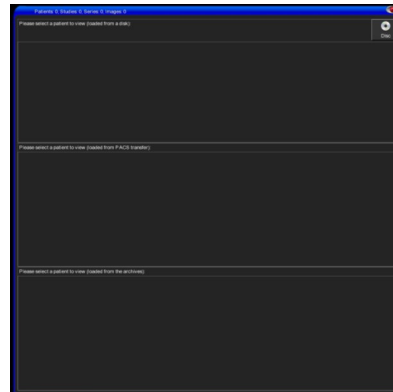 Patients: 0, Studies: 0, Series: 0, Images: 0
Please select a patient to view (loaded from a disk)
Disc
Please select a patient to view (loaded from PACS transfer)
Please select a patient to view (loaded from the archives)